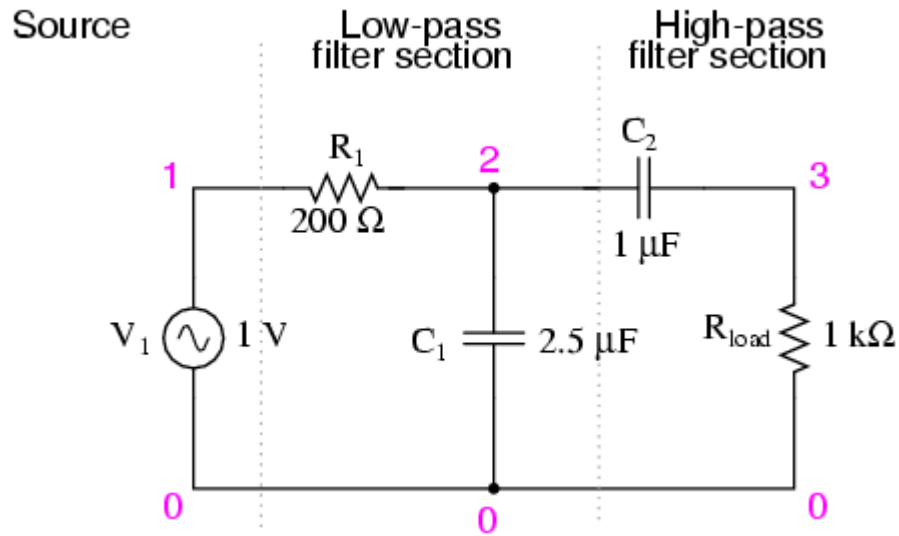 Source
Low-pass
filter section
High-pass
filter section
R₁
200 Ω
C₂
1 μF
1
2
3
V₁
1 V
C₁
2.5 μF
Rload
1 kΩ
0
0
0